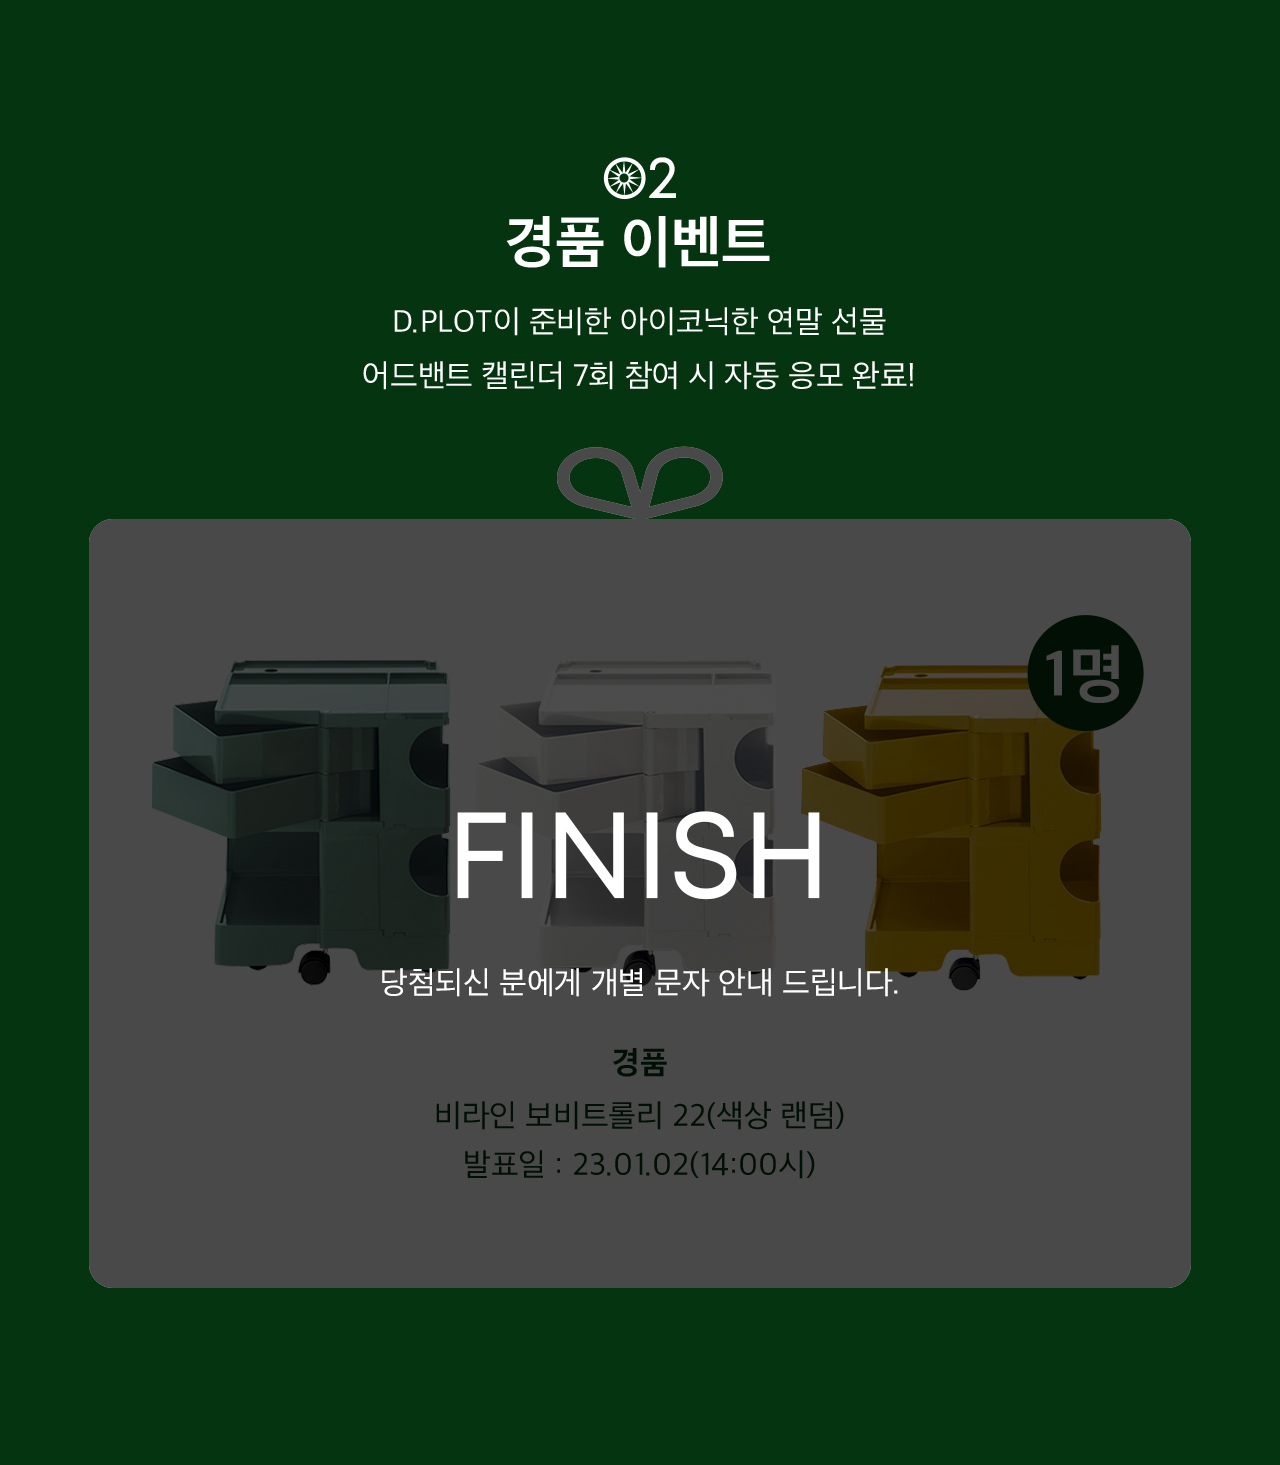 02
경품 이벤트
D.PLOT이 준비한 아이코닉한 연말 선물
어드밴트 캘린더 7회 참여 시 자동 응모 완료!
1명
FINISH
당첨되신 분에게 개별 문자 안내 드립니다.
경품
비라인 보비트롤리 22(색상 랜덤)
발표일 : 23.01.02(14:00시)